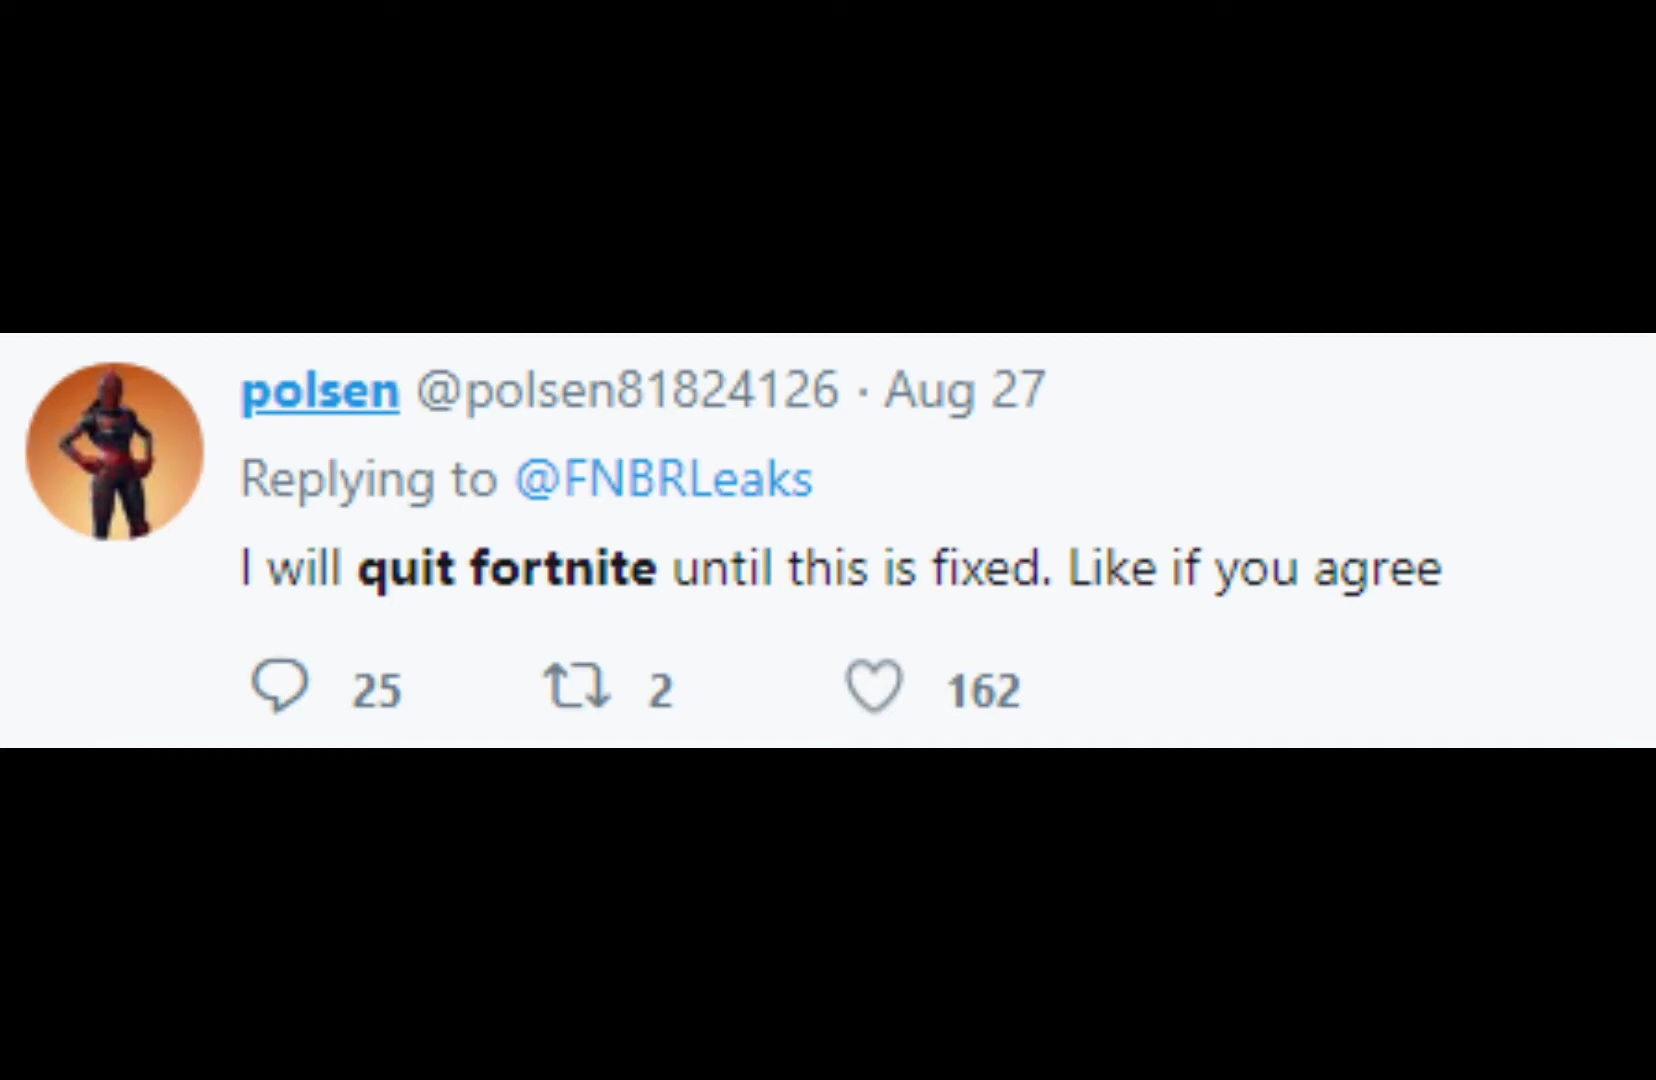 polsen @polsen81824126 · Aug 27
Replying to @FNBRLeaks
I will quit fortnite until this is fixed. Like if you agree
25 2 162